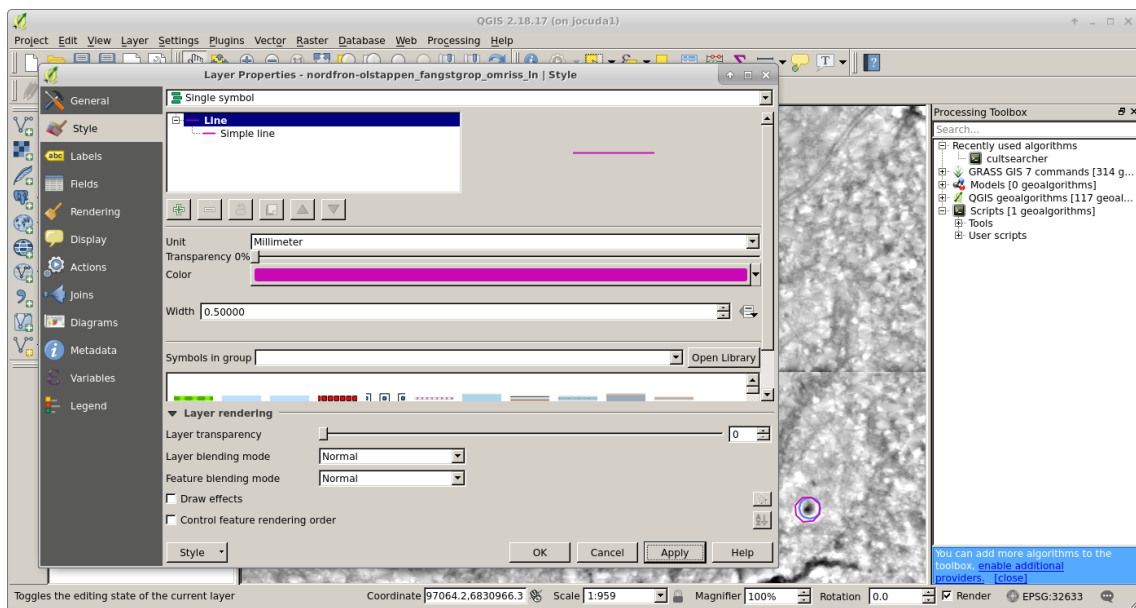 QGIS 2.18.17 (on jocuda1)
Project Edit View Layer Settings Plugins Vector Raster Database Web Processing Help
Layer Properties - nordfron-olstappen_fangstgrop_omriss_ln | Style
General
Style
Labels
Fields
Rendering
Display
Actions
Joins
Diagrams
Metadata
Variables
Legend
Single symbol
Line
Simple line
Unit Millimeter
Transparency 0%
Color
Width 0.50000
Symbols in group
Open Library
Layer rendering
Layer transparency 0
Layer blending mode Normal
Feature blending mode Normal
Draw effects
Control feature rendering order
Style OK Cancel Apply Help
Processing Toolbox
Search...
Recently used algorithms
cultsearcher
GRASS GIS 7 commands [314 g...
Models [0 geoalgorithms]
QGIS geoalgorithms [117 geoal...
Scripts [1 geoalgorithms]
Tools
User scripts
You can add more algorithms to the
toolbox, enable additional
providers. [close]
Toggles the editing state of the current layer Coordinate 97064.2,6830966.3 Scale 1:959 Magnifier 100% Rotation 0.0 Render EPSG:32633